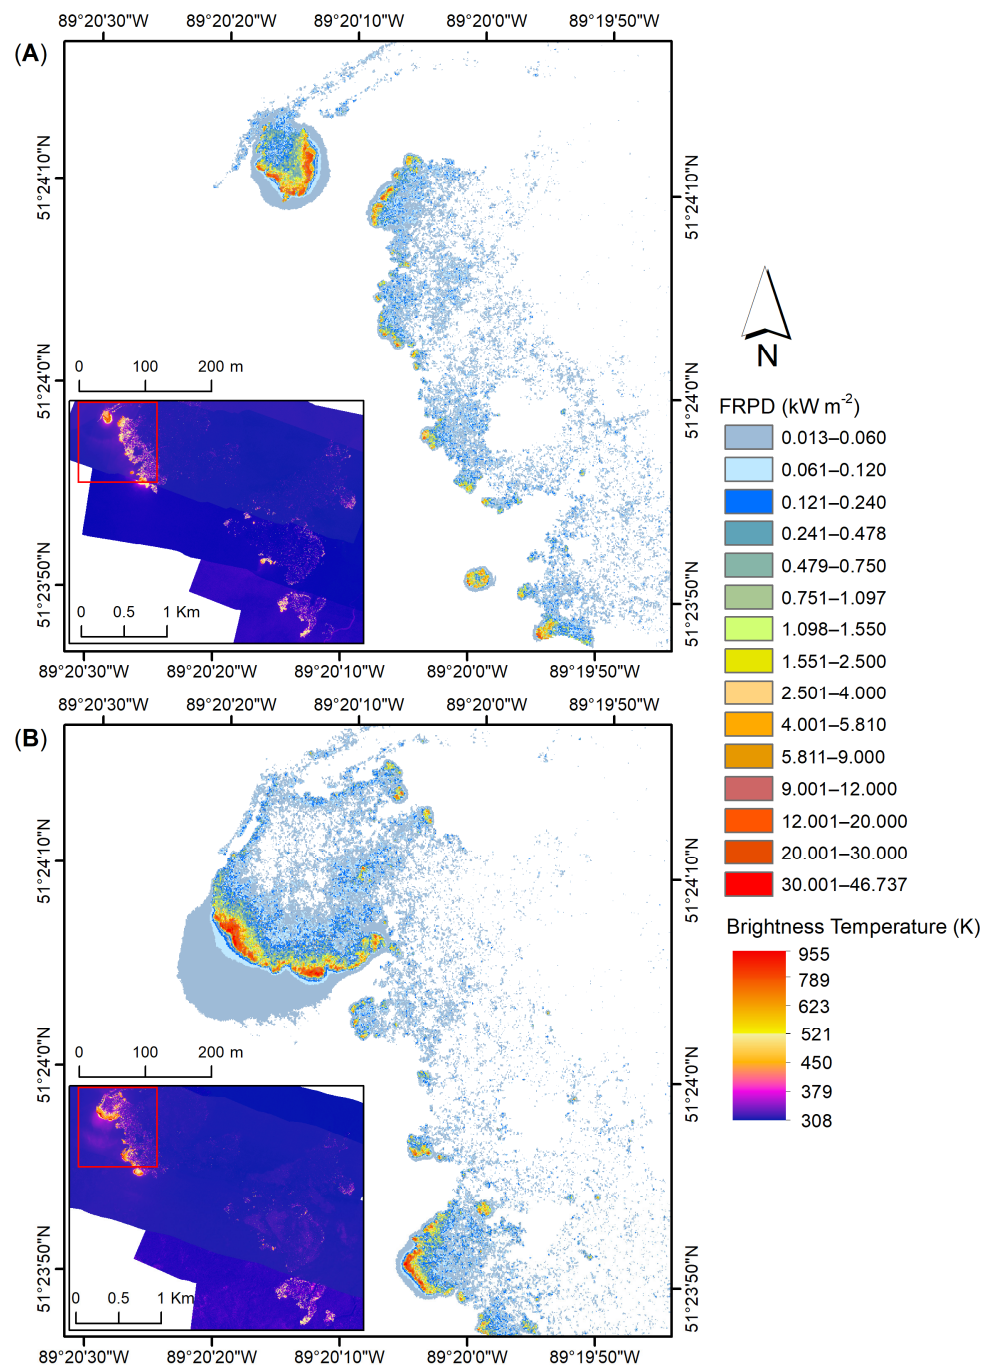 89°20'30"W 89°20'20"W 89°20'10"W 89°20'0"W 89°19'50"W
(A)
51°24'10"N
51°24'10"N
51°24'0"N
51°24'0"N
51°23'50"N
51°23'50"N
0 100 200 m
0 0.5 1 Km
89°20'30"W 89°20'20"W 89°20'10"W 89°20'0"W 89°19'50"W
89°20'30"W 89°20'20"W 89°20'10"W 89°20'0"W 89°19'50"W
(B)
51°24'10"N
51°24'10"N
51°24'0"N
51°24'0"N
51°23'50"N
51°23'50"N
0 100 200 m
0 0.5 1 Km
89°20'30"W 89°20'20"W 89°20'10"W 89°20'0"W 89°19'50"W
N
FRPD (kW m⁻²)
0.013–0.060
0.061–0.120
0.121–0.240
0.241–0.478
0.479–0.750
0.751–1.097
1.098–1.550
1.551–2.500
2.501–4.000
4.001–5.810
5.811–9.000
9.001–12.000
12.001–20.000
20.001–30.000
30.001–46.737
Brightness Temperature (K)
955
789
623
521
450
379
308